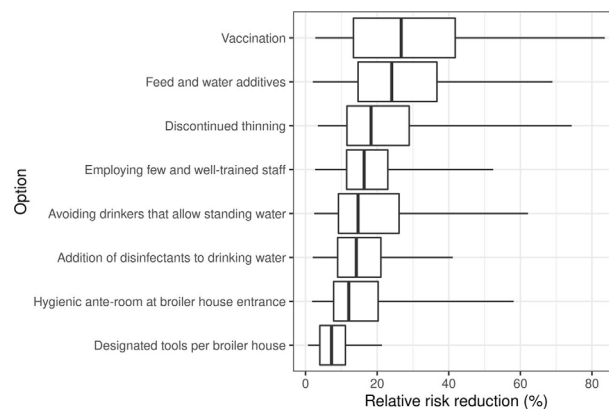 Option
Vaccination
Feed and water additives
Discontinued thinning
Employing few and well-trained staff
Avoiding drinkers that allow standing water
Addition of disinfectants to drinking water
Hygienic ante-room at broiler house entrance
Designated tools per broiler house
0 20 40 60 80
Relative risk reduction (%)